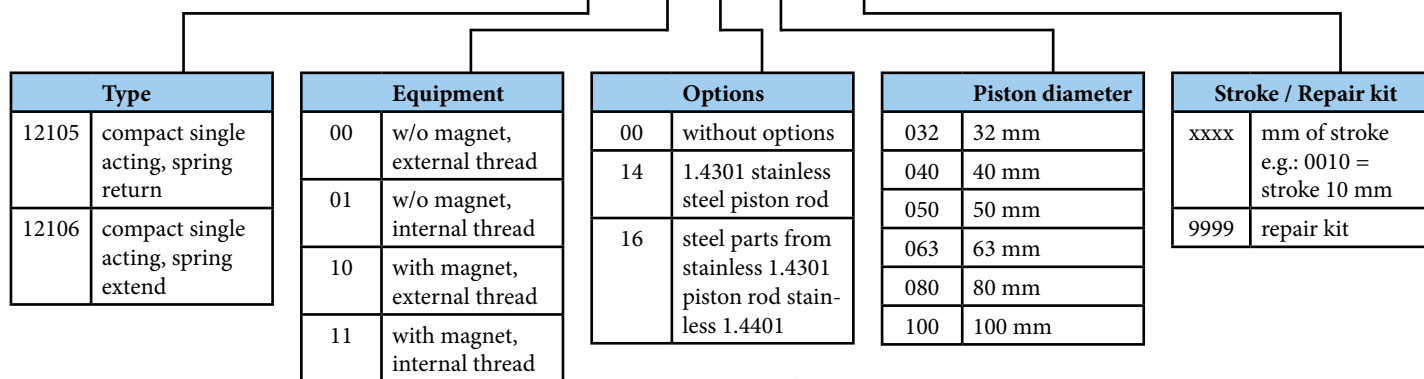 Type
12105 compact single
acting, spring
return
12106 compact single
acting, spring
extend
Equipment
00 w/o magnet,
external thread
01 w/o magnet,
internal thread
10 with magnet,
external thread
11 with magnet,
internal thread
Options
00 without options
14 1.4301 stainless
steel piston rod
16 steel parts from
stainless 1.4301
piston rod stain-
less 1.4401
Piston diameter
032 32 mm
040 40 mm
050 50 mm
063 63 mm
080 80 mm
100 100 mm
Stroke / Repair kit
xxxx mm of stroke
e.g.: 0010 =
stroke 10 mm
9999 repair kit